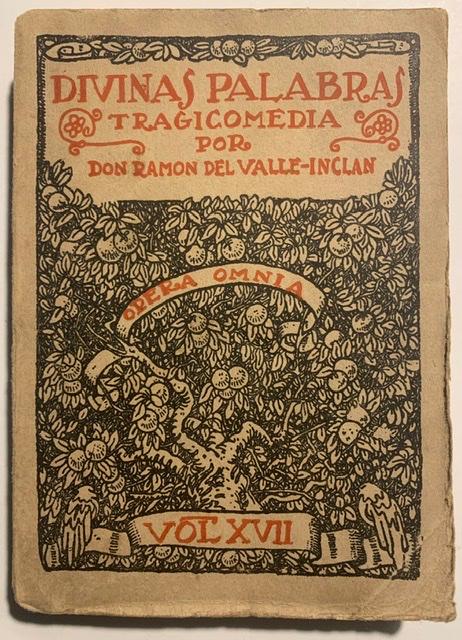 DIVINAS PALABRAS
TRAGICOMEDIA
POR
DON RAMON DEL VALLE-INCLAN
OPERA OMNIA
VOL XVII